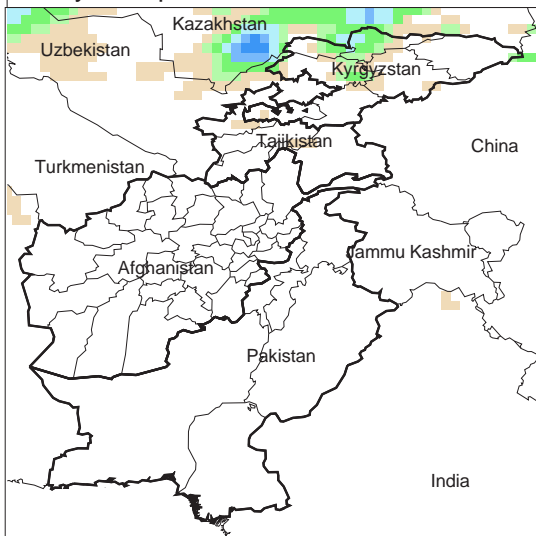 Kazakhstan
Uzbekistan
Kyrgyzstan
Tajikistan
China
Turkmenistan
Jammu Kashmir
Afghanistan
Pakistan
India